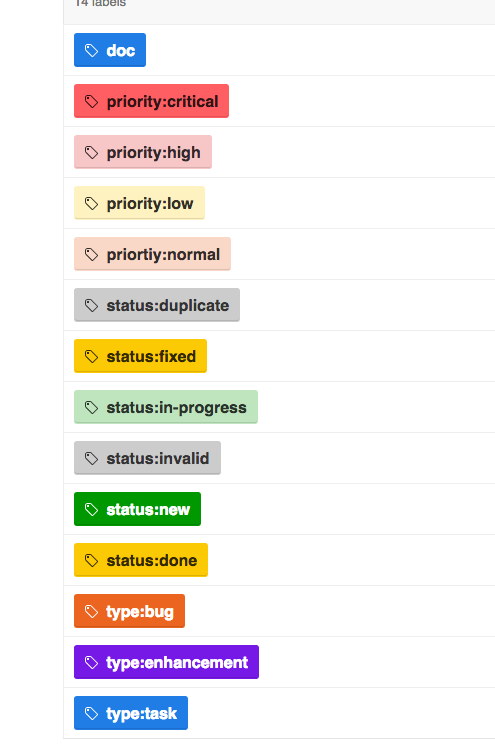 14 labels
doc
priority:critical
priority:high
priority:low
priortiy:normal
status:duplicate
status:fixed
status:in-progress
status:invalid
status:new
status:done
type:bug
type:enhancement
type:task